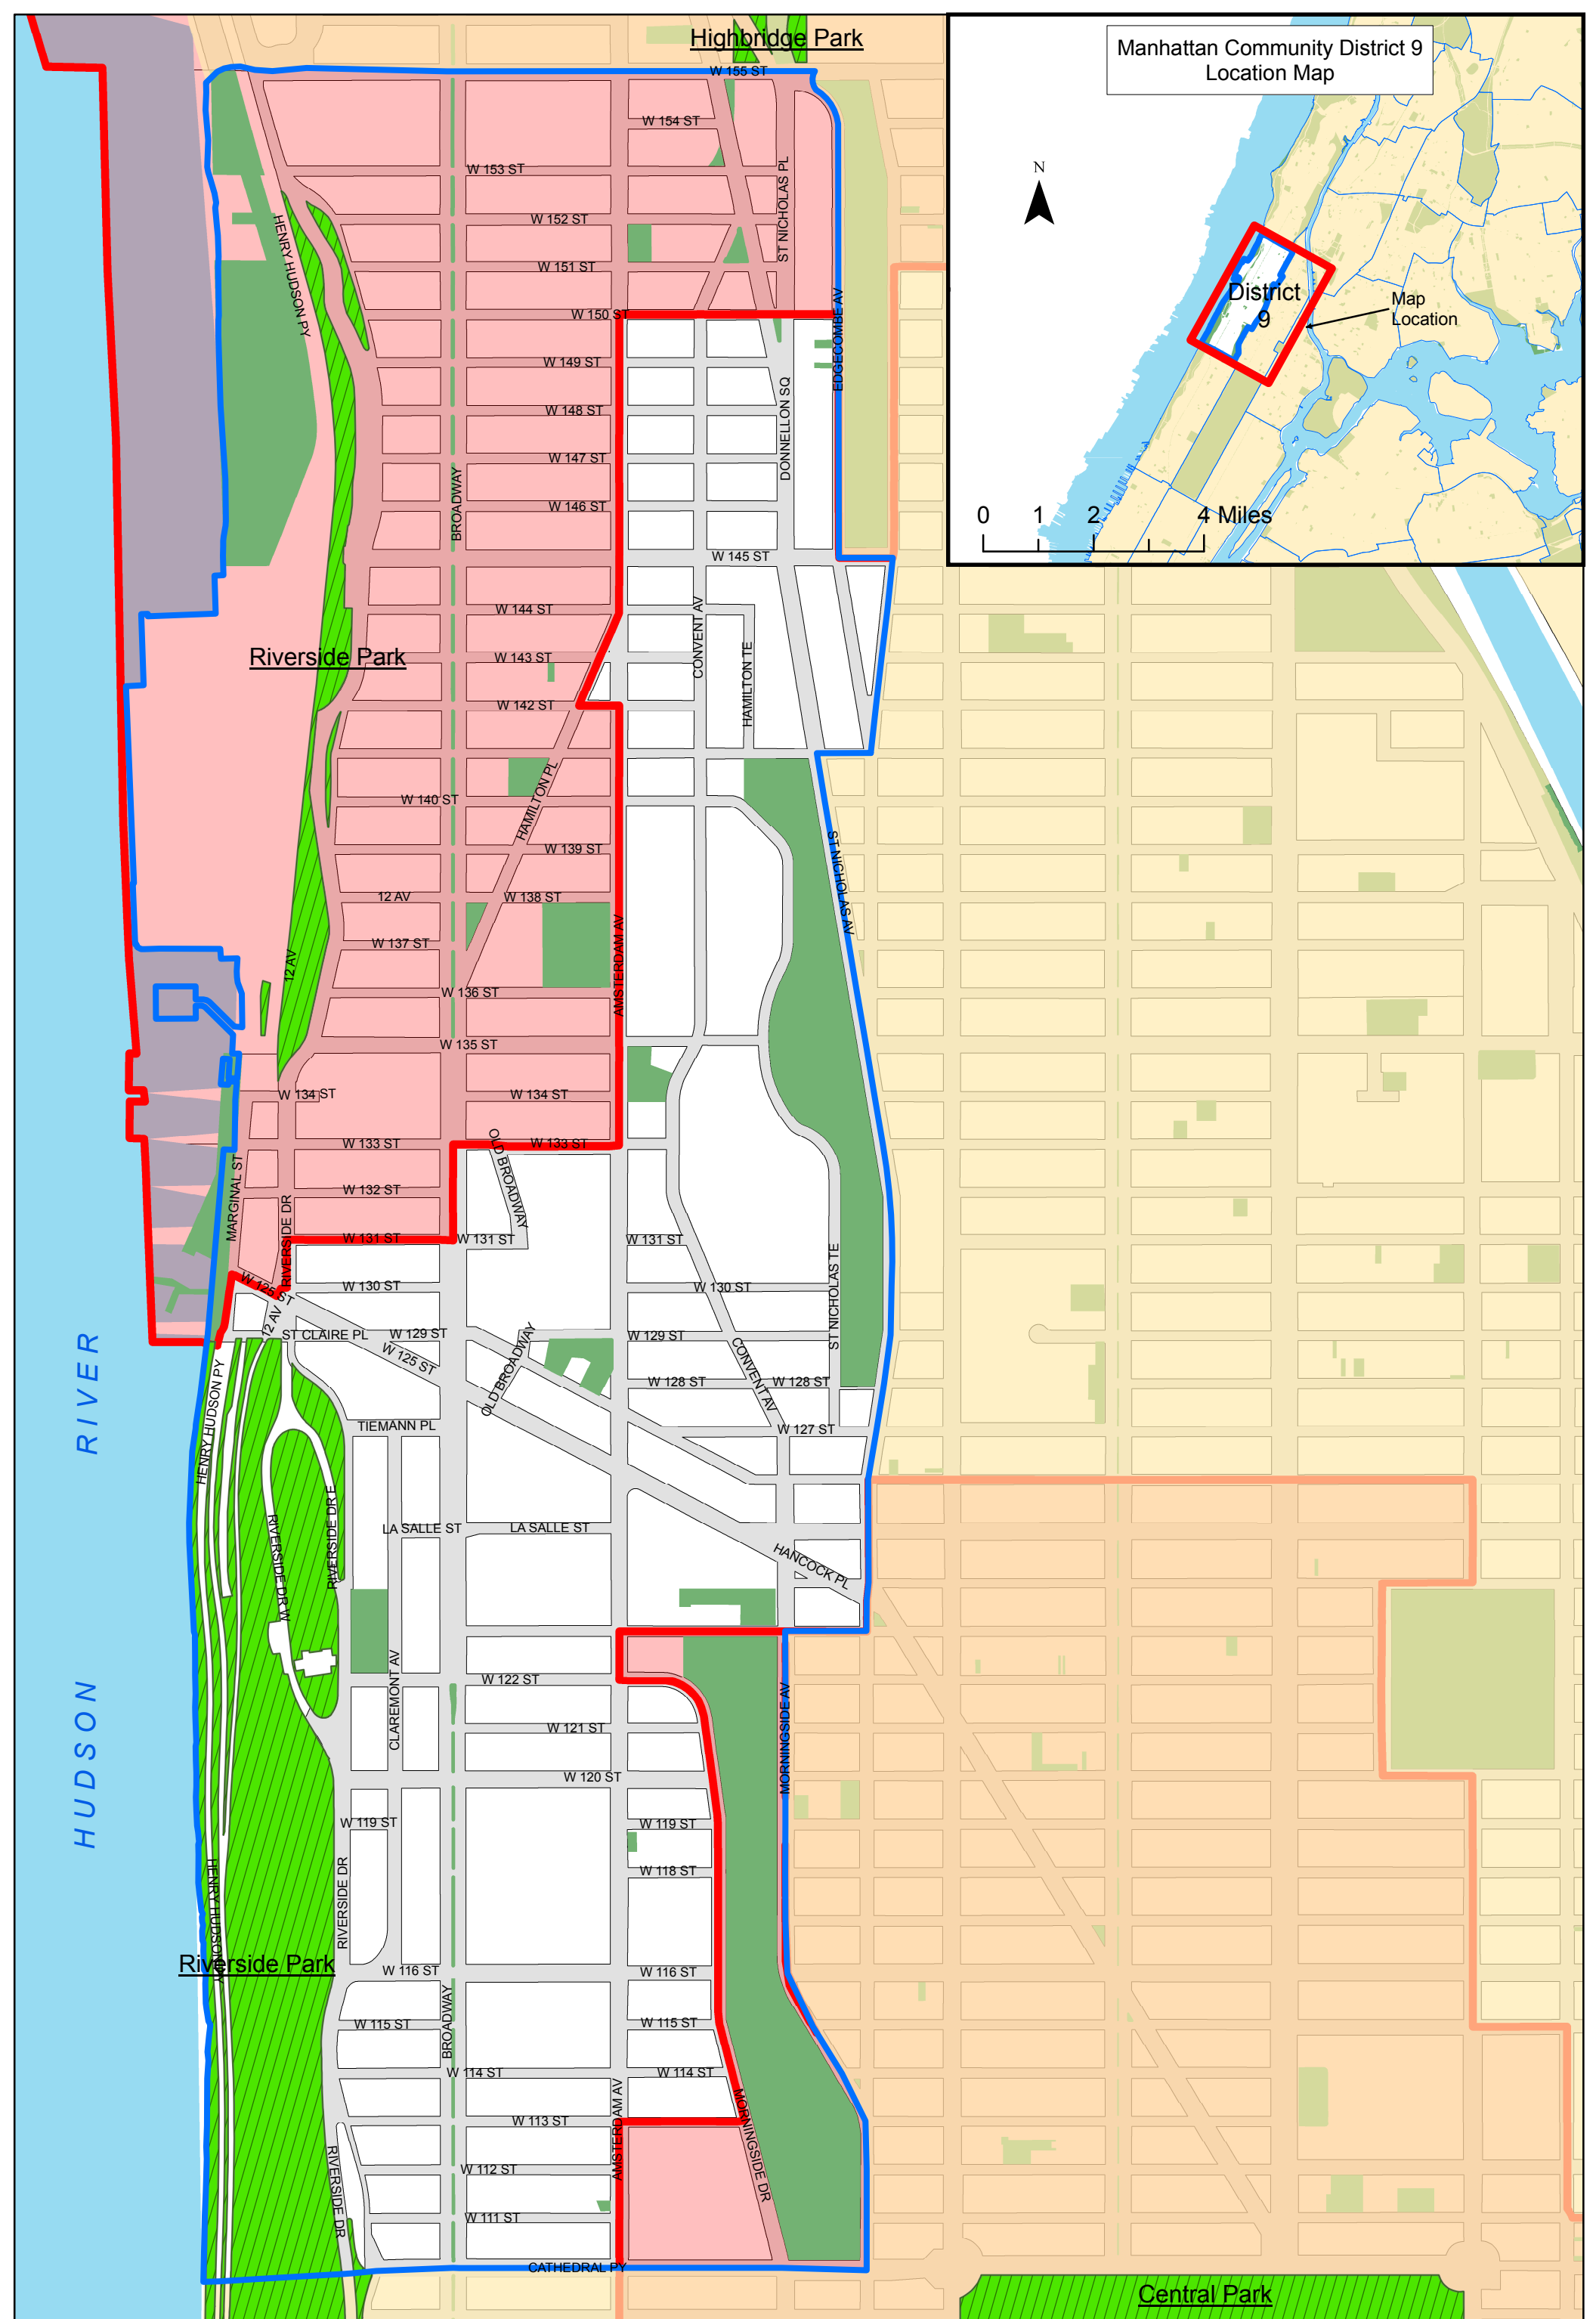 Highbridge Park
Manhattan Community District 9
Location Map
W 155 ST
W 154 ST
N
W 153 ST
ST NICHOLAS PL
W 152 ST
HENRY HUDSON PY
W 151 ST
District
9
Map
Location
W 150 ST
EDGECOMBE AV
W 149 ST
W 148 ST
DONNELLON SQ
W 147 ST
BROADWAY
W 146 ST
0 1 2 4 Miles
W 145 ST
W 144 ST
CONVENT AV
HAMILTON TE
Riverside Park
W 143 ST
W 142 ST
HAMILTON PL
W 140 ST
W 139 ST
ST NICHOLAS AV
12 AV
W 138 ST
W 137 ST
12 AV
AMSTERDAM AV
W 136 ST
W 135 ST
W 134 ST
W 134 ST
W 133 ST
OLD BROADWAY
W 133 ST
MARGINAL ST
W 132 ST
RIVERSIDE DR
W 131 ST
W 131 ST
W 131 ST
W 125 ST
W 130 ST
W 130 ST
ST NICHOLAS TE
12 AV
ST CLAIRE PL
W 129 ST
W 129 ST
W 125 ST
OLD BROADWAY
CONVENT AV
W 128 ST
W 128 ST
HENRY HUDSON PY
TIEMANN PL
W 127 ST
RIVER
RIVERSIDE DR E
RIVERSIDE DR W
LA SALLE ST
LA SALLE ST
HANCOCK PL
HUDSON
CLAREMONT AV
W 122 ST
MORNINGSIDE AV
W 121 ST
W 120 ST
W 119 ST
W 119 ST
W 118 ST
RIVERSIDE DR
HENRY HUDSON PY
Riverside Park
W 116 ST
W 116 ST
BROADWAY
W 115 ST
W 115 ST
W 114 ST
W 114 ST
AMSTERDAM AV
MORNINGSIDE DR
W 113 ST
RIVERSIDE DR
W 112 ST
W 111 ST
CATHEDRAL PY
Central Park